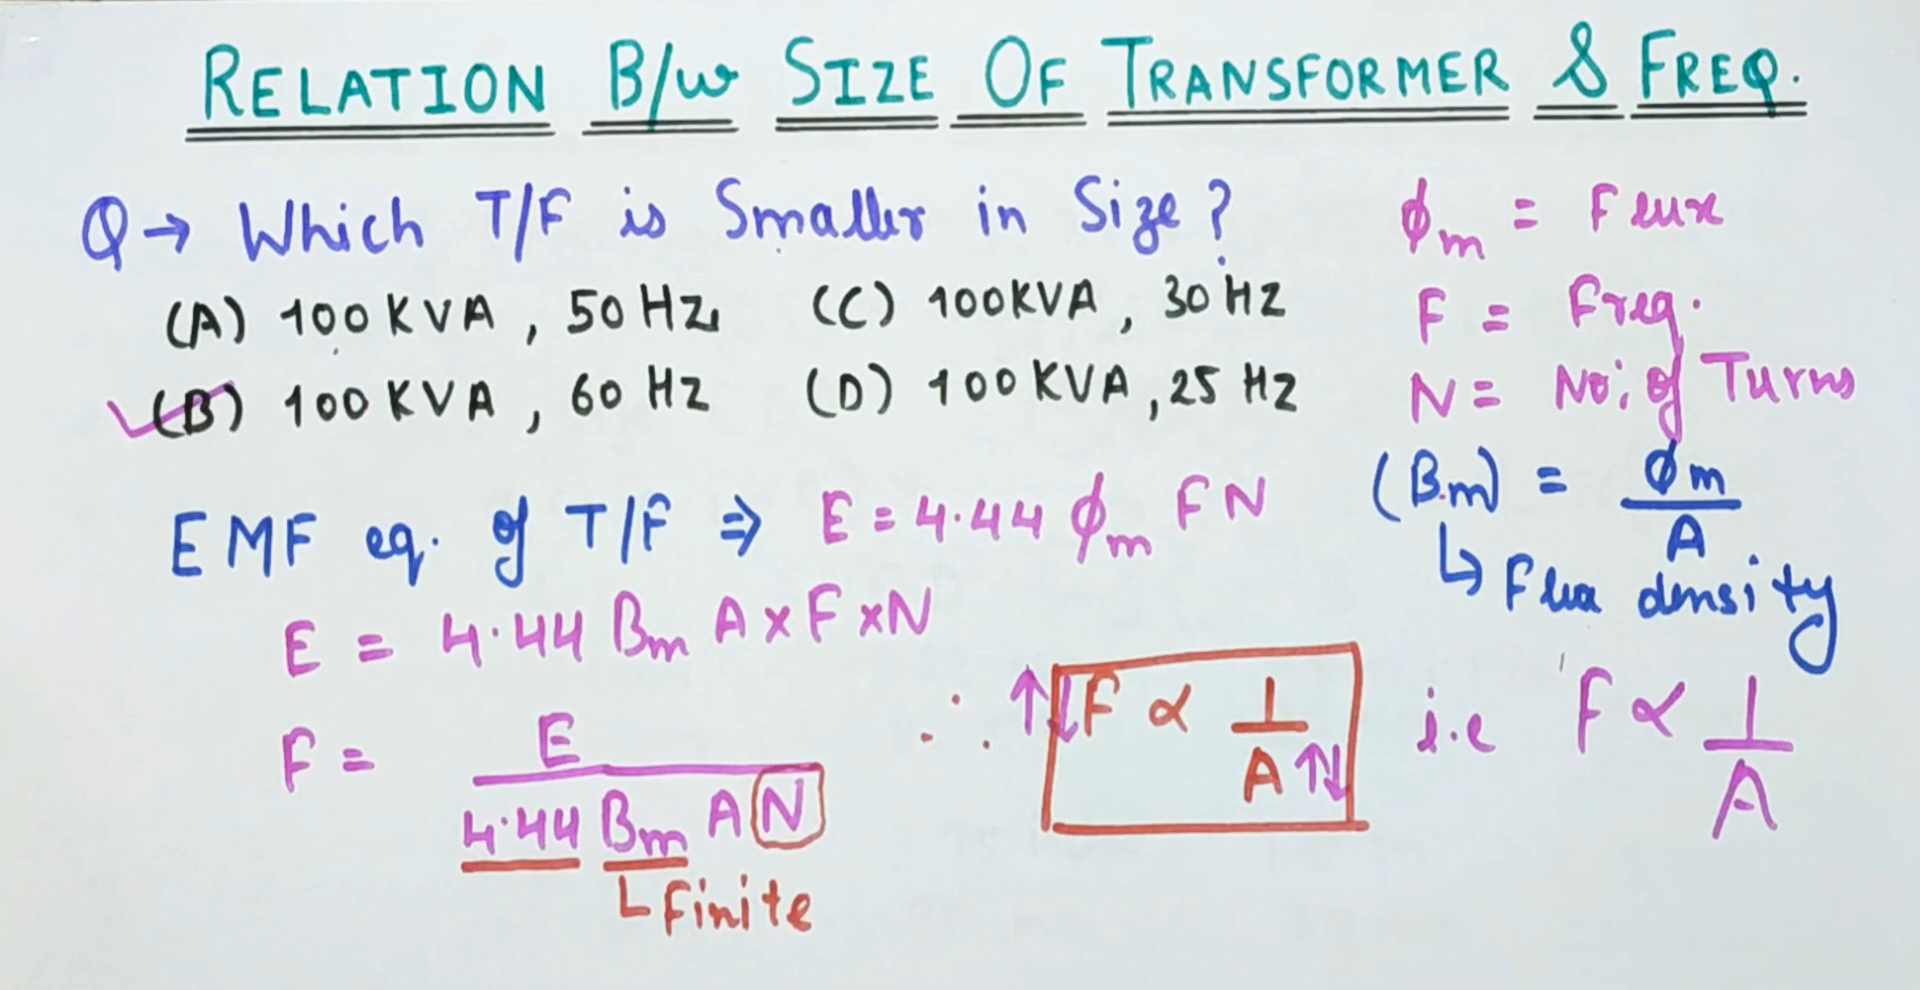 RELATION B/w SIZE OF TRANSFORMER & FREQ.
Q→ Which T/F is Smaller in Size?
(A) 100 KVA, 50 Hz (C) 100KVA, 30 HZ
(B) 100 KVA, 60 HZ (D) 100 KVA, 25 HZ
ϕm = Flux
F = Freq.
N = No; of Turns
(Bm) = ϕm/A
↳ Flux density
EMF eq. of T/F ⇒ E = 4.44 ϕm F N
E = 4.44 Bm A x F x N
F = E / 4.44 Bm A N
Finite
∴ ↑↓ F ∝ 1/A ↑↓ i.e F ∝ 1/A